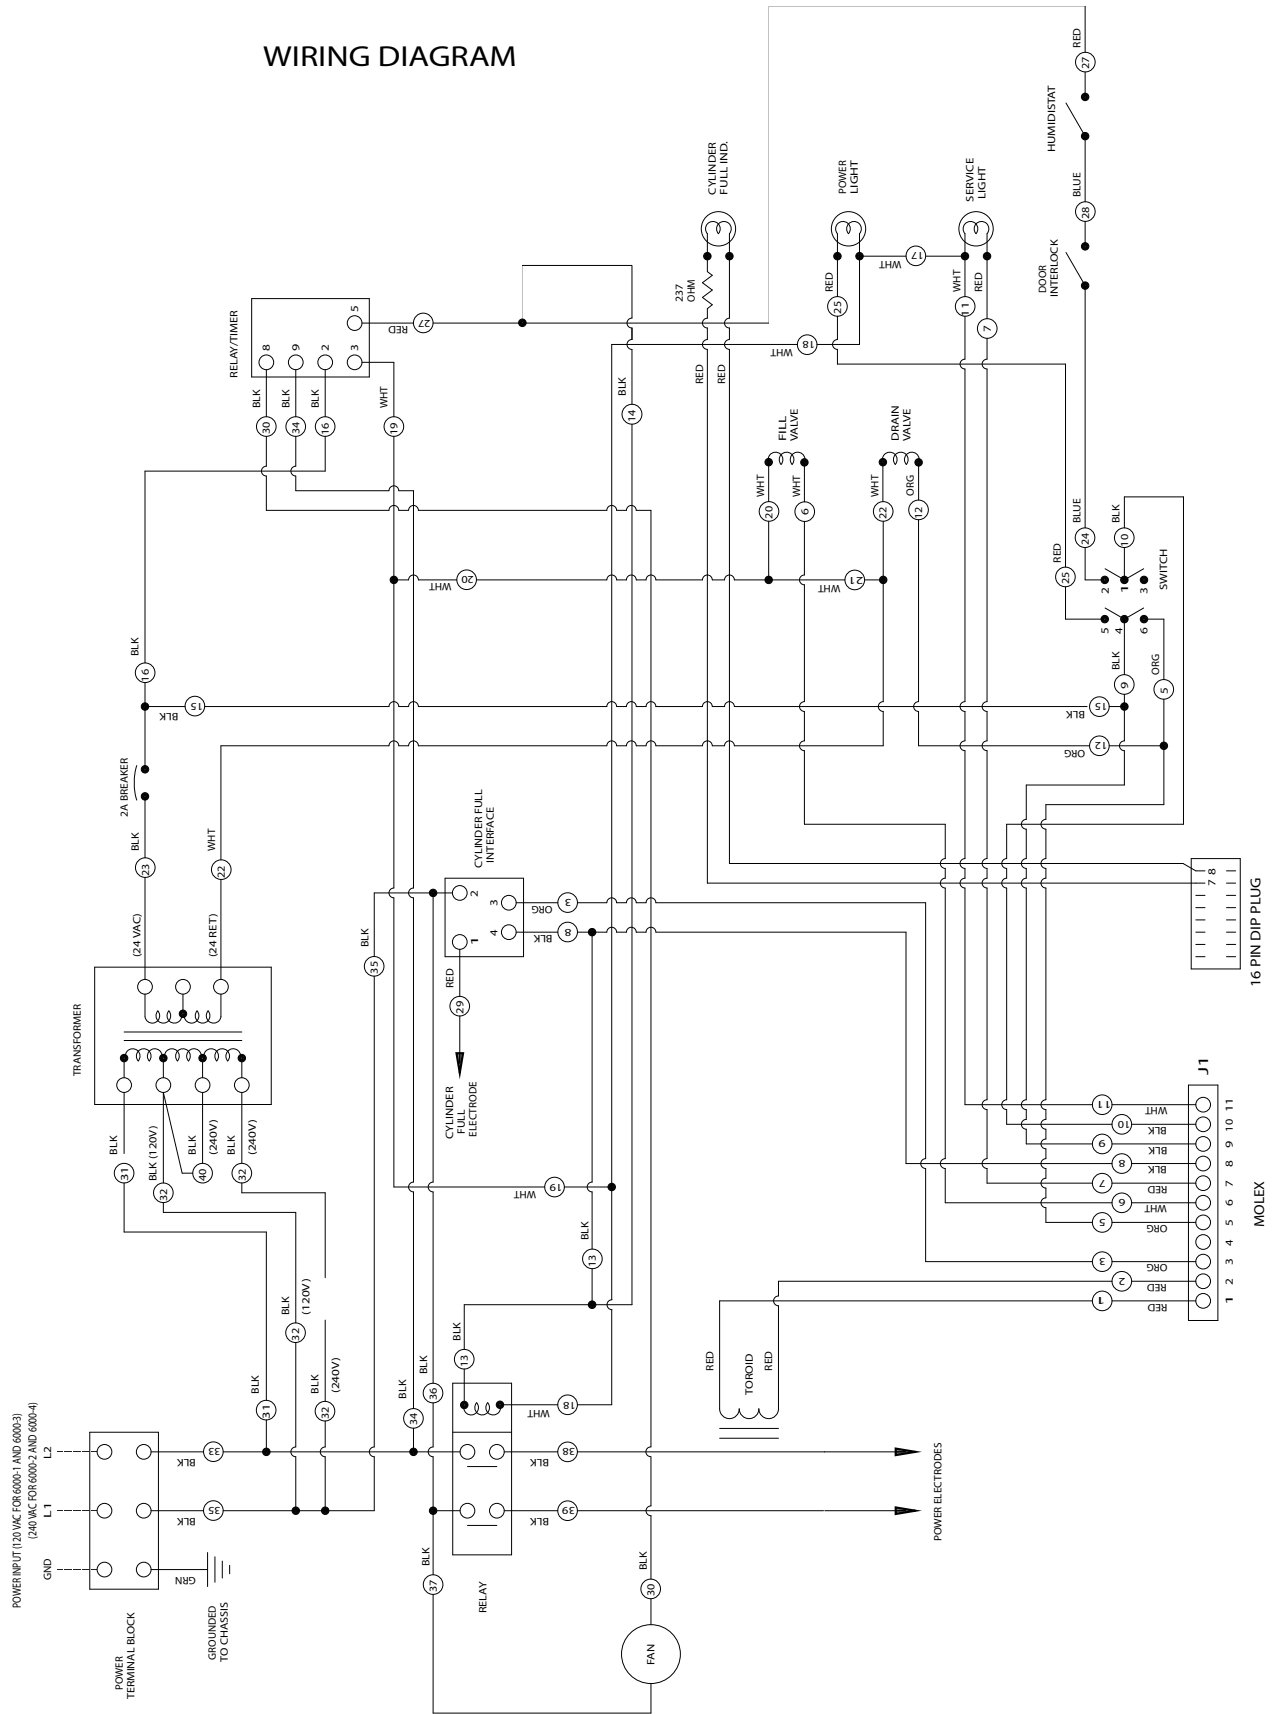 WIRING DIAGRAM
POWER INPUT (120 VAC FOR 6000-1 AND 6000-3)
(240 VAC FOR 6000-2 AND 6000-4)
GND
L1
L2
POWER
TERMINAL BLOCK
GRN
GROUNDED
TO CHASSIS
BLK
35
BLK
33
BLK
31
BLK
32
(120V)
BLK
32
(240V)
TRANSFORMER
BLK
31
BLK (120V)
32
BLK
(240V)
40
BLK
(240V)
32
(24 VAC)
(24 RET)
BLK
23
WHT
22
2A BREAKER
BLK
15
BLK
16
RELAY/TIMER
8
9
2
3
5
BLK
30
BLK
34
BLK
16
WHT
19
RED
27
BLK
35
CYLINDER FULL
INTERFACE
1
2
3
4
RED
29
CYLINDER
FULL
ELECTRODE
ORG
3
BLK
8
BLK
13
WHT
19
BLK
13
WHT
18
BLK
34
BLK
36
BLK
37
RELAY
BLK
38
BLK
39
POWER ELECTRODES
FAN
BLK
30
TOROID
RED
RED
BLK
14
WHT
20
WHT
21
FILL
VALVE
WHT
20
WHT
6
DRAIN
VALVE
WHT
22
ORG
12
237
OHM
RED
RED
CYLINDER
FULL IND.
WHT
18
POWER
LIGHT
RED
25
WHT
17
SERVICE
LIGHT
WHT
11
RED
7
RED
27
HUMIDISTAT
BLUE
28
DOOR
INTERLOCK
BLUE
24
BLK
10
RED
25
SWITCH
2
1
3
5
4
6
BLK
9
ORG
5
BLK
15
ORG
12
7
8
16 PIN DIP PLUG
J1
MOLEX
1
2
3
4
5
6
7
8
9
10
11
RED
1
RED
2
ORG
3
ORG
5
WHT
6
RED
7
BLK
8
BLK
9
BLK
10
WHT
11